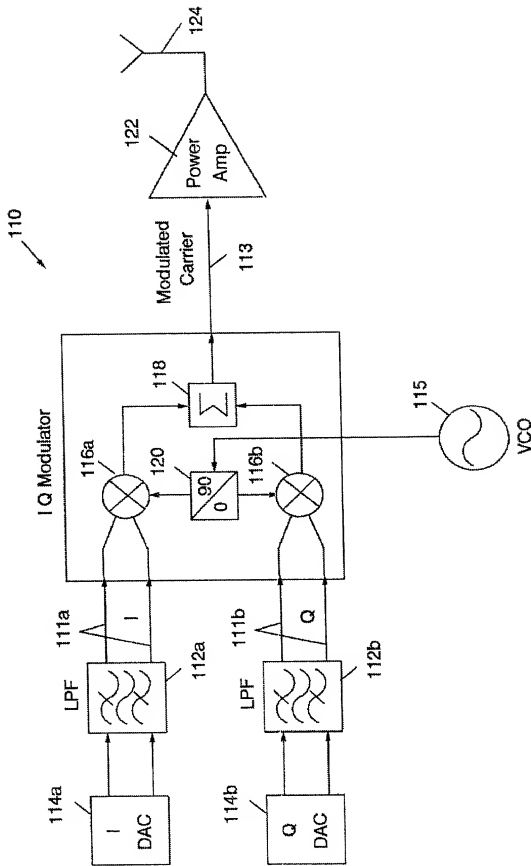 110
124
122
Power
Amp
Modulated
Carrier
113
I Q Modulator
116a
118
Σ
120
90
0
116b
115
VCO
111a
I
LPF
112a
111b
Q
LPF
112b
114a
I
DAC
114b
Q
DAC